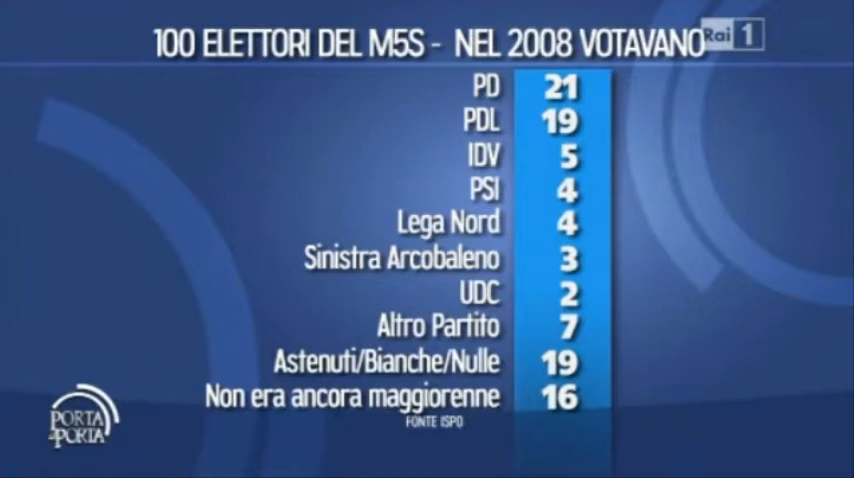 100 ELETTORI DEL M5S - NEL 2008 VOTAVANO
Rai 1
PD 21
PDL 19
IDV 5
PSI 4
Lega Nord 4
Sinistra Arcobaleno 3
UDC 2
Altro Partito 7
Astenuti/Bianche/Nulle 19
Non era ancora maggiorenne 16
FONTE ISPO
PORTA
a PORTA